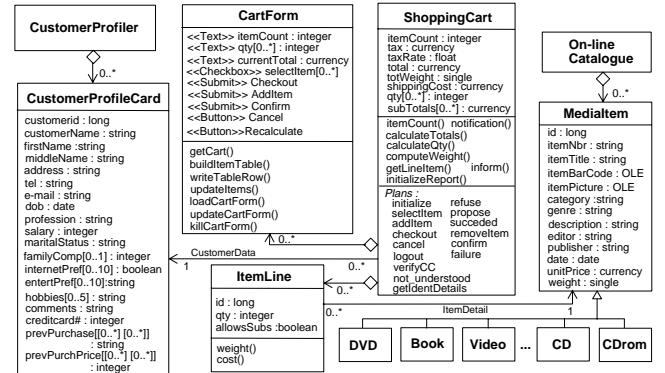 CustomerProfiler
0..*
CustomerProfileCard
customerid : long
customerName : string
firstName :string
middleName : string
address : string
tel : string
e-mail : string
dob : date
profession : string
salary : integer
maritalStatus : string
familyComp[0..1] : integer
internetPref[0..10] : boolean
entertPref[0..10]:string
hobbies[0..5] : string
comments : string
creditcard# : integer
prevPurchase[[0..*] [0..*]]
: string
prevPurchPrice[[0..*] [0..*]]
: integer
CartForm
<<Text>> itemCount : integer
<<Text>> qty[0..*] : integer
<<Text>> currentTotal : currency
<<Checkbox>> selectItem[0..*]
<<Submit>> Checkout
<<Submit>> AddItem
<<Submit>> Confirm
<<Button>> Cancel
<<Button>>Recalculate
getCart()
buildItemTable()
writeTableRow()
updateItems()
loadCartForm()
updateCartForm()
killCartForm()
0..*
CustomerData
1
0..*
ItemLine
id : long
qty : integer
allowsSubs :boolean
weight()
cost()
0..*
0..*
ItemDetail
1
ShoppingCart
itemCount : integer
tax : currency
taxRate : float
total : currency
totWeight : single
shippingCost : currency
qty[0..*] : integer
subTotals[0..*] : currency
itemCount() notification()
calculateTotals()
calculateQty()
computeWeight()
getLineItem() inform()
initializeReport()
Plans :
initialize refuse
selectItem propose
addItem succeded
checkout removeItem
cancel confirm
logout failure
verifyCC
not_understood
getIdentDetails
On-line
Catalogue
0..*
MediaItem
id : long
itemNbr : string
itemTitle : string
itemBarCode : OLE
itemPicture : OLE
category :string
genre : string
description : string
editor : string
publisher : string
date : date
unitPrice : currency
weight : single
DVD Book Video ... CD CDrom